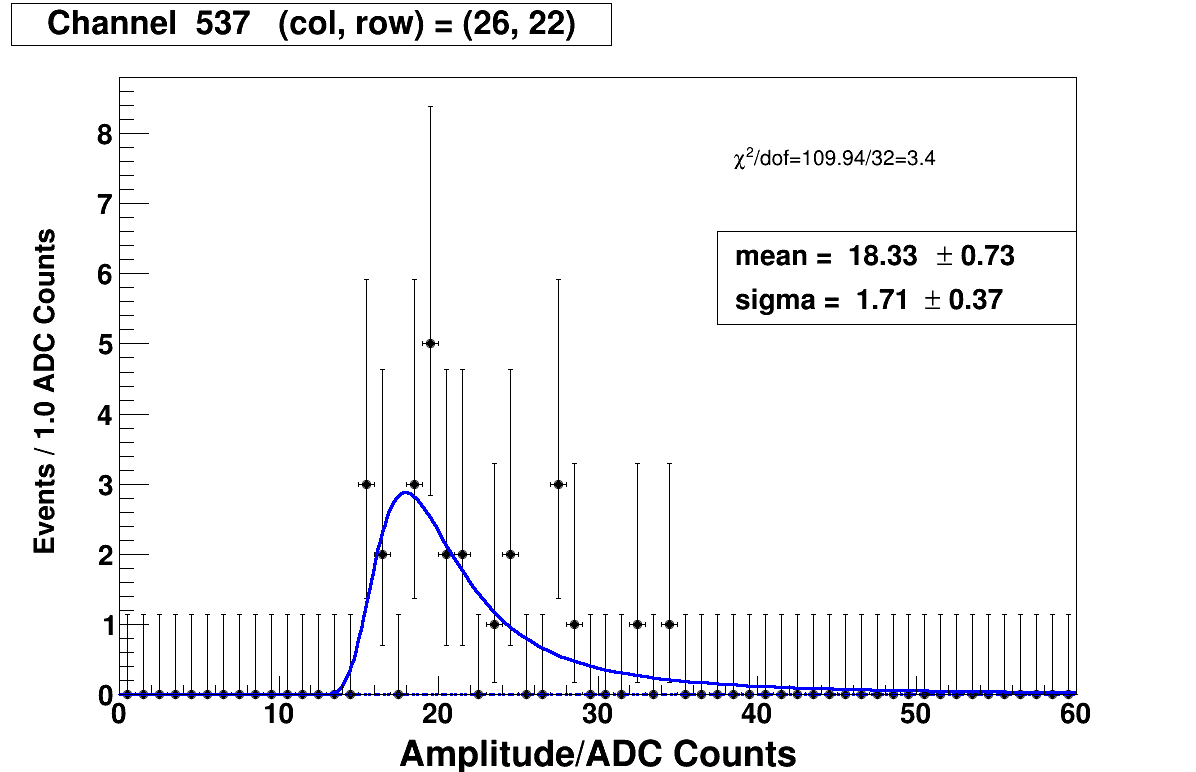 Channel 537 (col, row) = (26, 22)
χ²/dof=109.94/32=3.4
mean = 18.33 ± 0.73
sigma = 1.71 ± 0.37
Events / 1.0 ADC Counts
8
7
6
5
4
3
2
1
0
0 10 20 30 40 50 60
Amplitude/ADC Counts